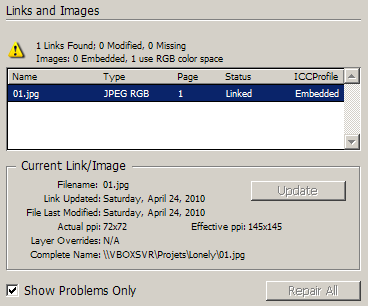 Links and Images
1 Links Found; 0 Modified, 0 Missing
Images: 0 Embedded, 1 use RGB color space
Name Type Page Status ICCProfile
01.jpg JPEG RGB 1 Linked Embedded
Current Link/Image
Filename: 01.jpg
Update
Link Updated: Saturday, April 24, 2010
File Last Modified: Saturday, April 24, 2010
Actual ppi: 72x72 Effective ppi: 145x145
Layer Overrides: N/A
Complete Name: \\VBOXSVR\Projets\Lonely\01.jpg
Show Problems Only Repair All